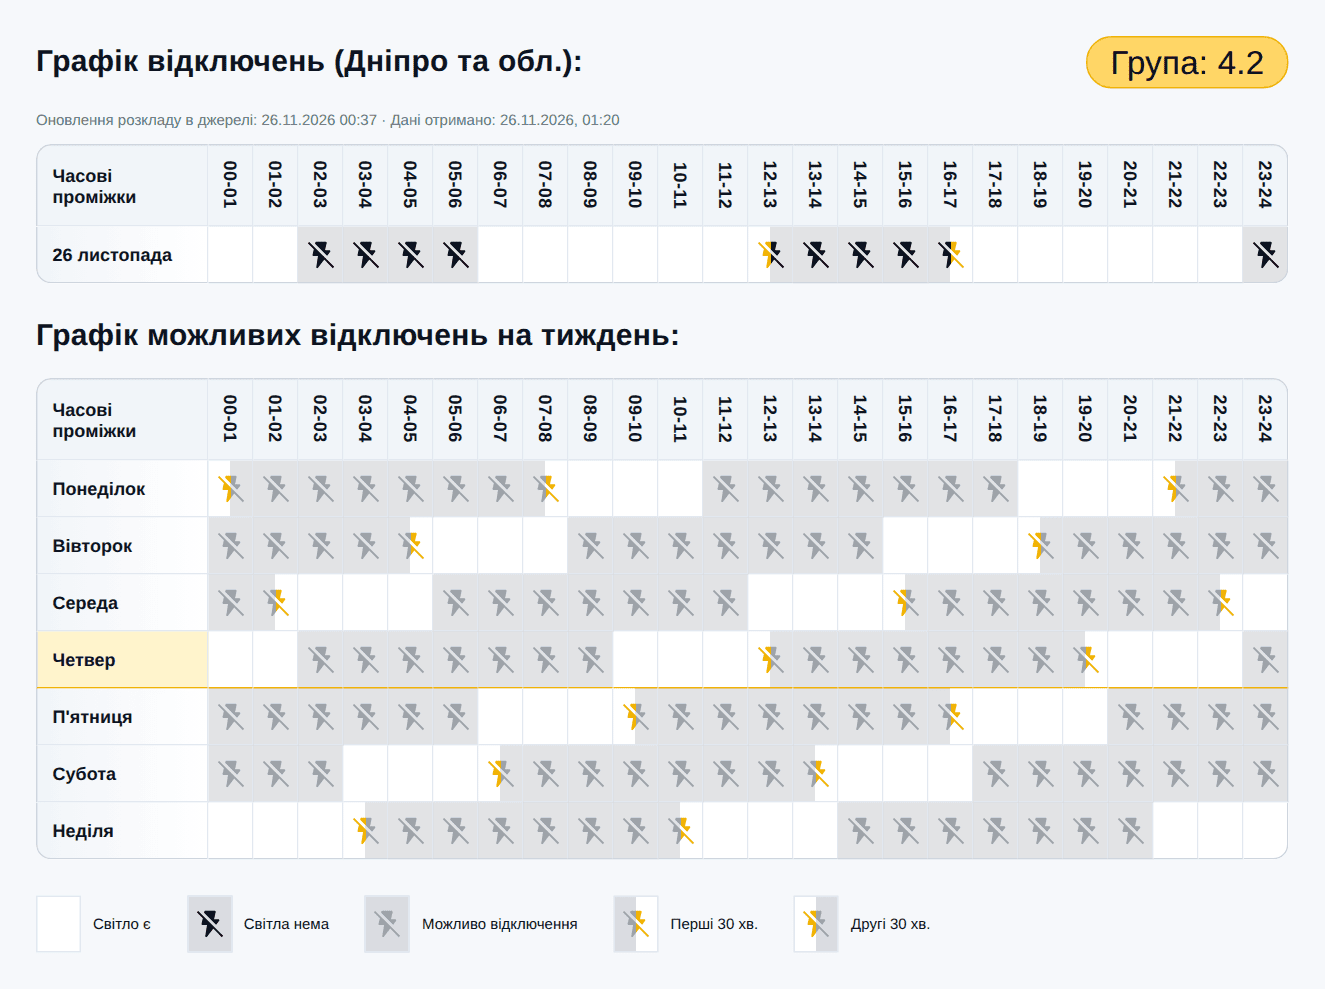 Графік відключень (Дніпро та обл.):
Група: 4.2
Оновлення розкладу в джерелі: 26.11.2026 00:37 · Дані отримано: 26.11.2026, 01:20
Часові
проміжки
00-01 01-02 02-03 03-04 04-05 05-06 06-07 07-08 08-09 09-10 10-11 11-12 12-13 13-14 14-15 15-16 16-17 17-18 18-19 19-20 20-21 21-22 22-23 23-24
26 листопада
Графік можливих відключень на тиждень:
Часові
проміжки
00-01 01-02 02-03 03-04 04-05 05-06 06-07 07-08 08-09 09-10 10-11 11-12 12-13 13-14 14-15 15-16 16-17 17-18 18-19 19-20 20-21 21-22 22-23 23-24
Понеділок
Вівторок
Середа
Четвер
П'ятниця
Субота
Неділя
Світло є
Світла нема
Можливо відключення
Перші 30 хв.
Другі 30 хв.